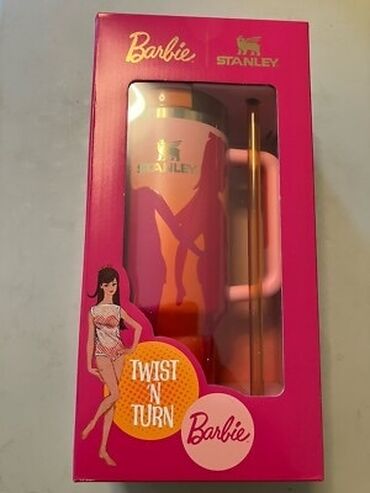 Barbie
STANLEY
STANLEY
TWIST
'N
TURN
Barbie